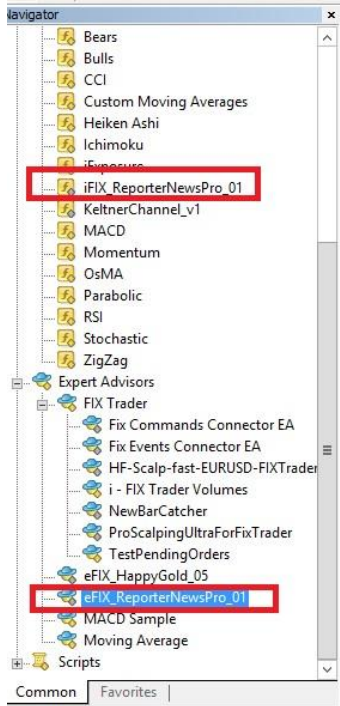 Navigator
Bears
Bulls
CCI
Custom Moving Averages
Heiken Ashi
Ichimoku
iExposure
iFIX_ReporterNewsPro_01
KeltnerChannel_v1
MACD
Momentum
OsMA
Parabolic
RSI
Stochastic
ZigZag
Expert Advisors
FIX Trader
Fix Commands Connector EA
Fix Events Connector EA
HF-Scalp-fast-EURUSD-FIXTrader
i - FIX Trader Volumes
NewBarCatcher
ProScalpingUltraForFixTrader
TestPendingOrders
eFIX_HappyGold_05
eFIX_ReporterNewsPro_01
MACD Sample
Moving Average
Scripts
Common Favorites